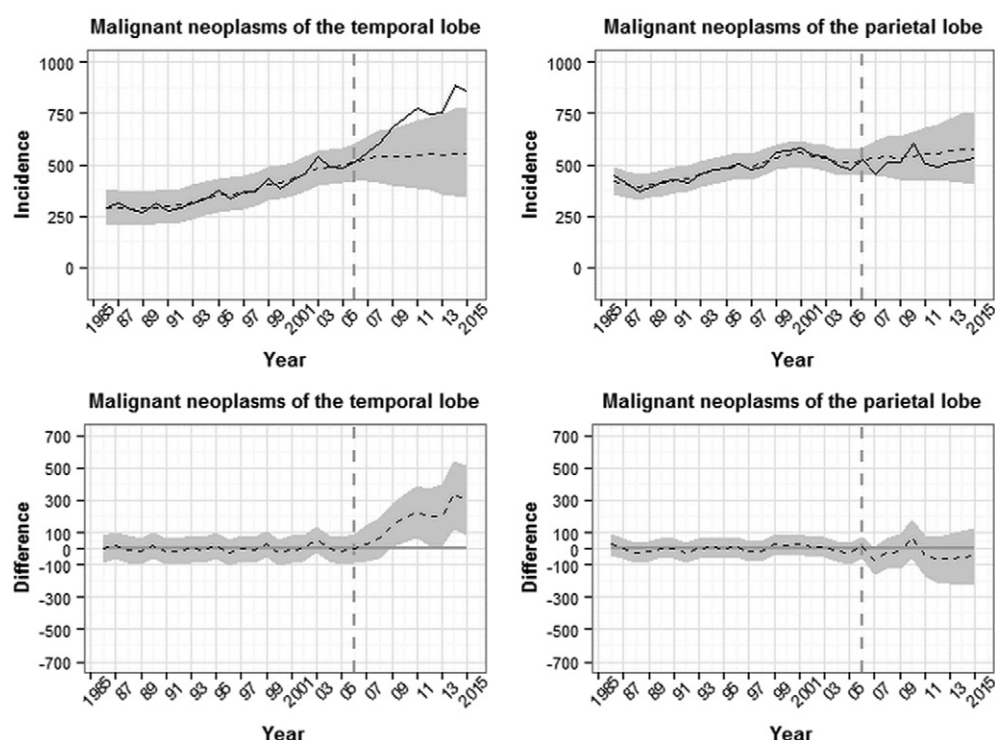 Malignant neoplasms of the temporal lobe
Incidence
1000
750
500
250
0
1985 87 89 91 93 95 97 99 2001 03 05 07 09 11 13 2015
Year
Malignant neoplasms of the parietal lobe
Incidence
1000
750
500
250
0
1985 87 89 91 93 95 97 99 2001 03 05 07 09 11 13 2015
Year
Malignant neoplasms of the temporal lobe
Difference
700
500
300
100
0
-100
-300
-500
-700
1985 87 89 91 93 95 97 99 2001 03 05 07 09 11 13 2015
Year
Malignant neoplasms of the parietal lobe
Difference
700
500
300
100
0
-100
-300
-500
-700
1985 87 89 91 93 95 97 99 2001 03 05 07 09 11 13 2015
Year